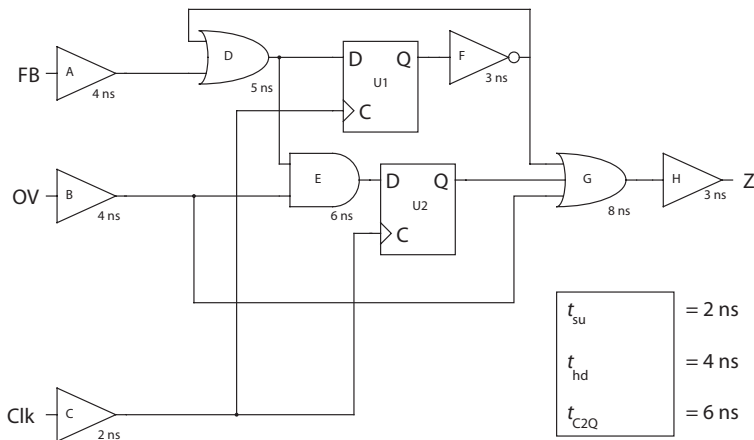 FB
A
4 ns
D
5 ns
D
Q
U1
C
F
3 ns
OV
B
4 ns
E
6 ns
D
Q
U2
C
G
8 ns
H
3 ns
Z
Clk
C
2 ns
tsu = 2 ns
thd = 4 ns
tC2Q = 6 ns